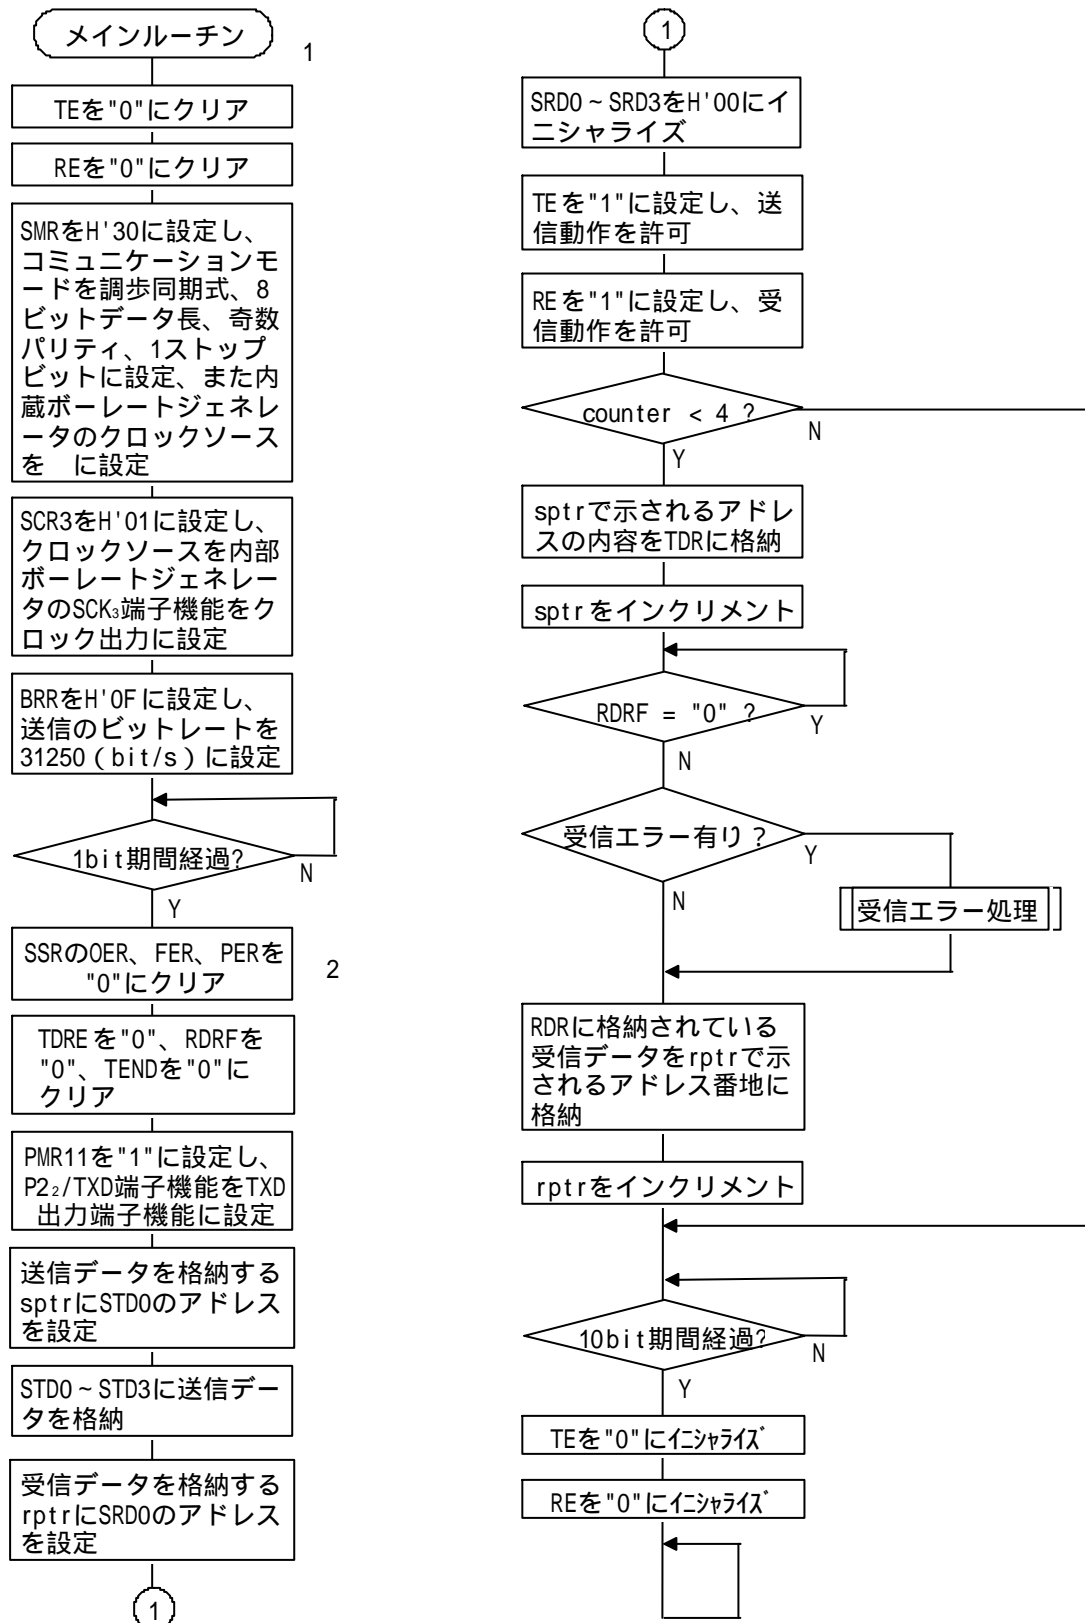 メインルーチン
1
TEを"0"にクリア
REを"0"にクリア
SMRをH'30に設定し、
コミュニケーションモ
ードを調歩同期式、8
ビットデータ長、奇数
パリティ、1ストップ
ビットに設定、また内
蔵ボーレートジェネレ
ータのクロックソース
を　に設定
SCR3をH'01に設定し、
クロックソースを内部
ボーレートジェネレー
タのSCK₃端子機能をク
ロック出力に設定
BRRをH'0Fに設定し、
送信のビットレートを
31250(bit/s)に設定
1bit期間経過?
N
Y
SSRのOER、FER、PERを
"0"にクリア
2
TDREを"0"、RDRFを
"0"、TENDを"0"に
クリア
PMR11を"1"に設定し、
P2₂/TXD端子機能をTXD
出力端子機能に設定
送信データを格納する
sptrにSTD0のアドレス
を設定
STD0~STD3に送信デー
タを格納
受信データを格納する
rptrにSRD0のアドレス
を設定
1
1
SRD0~SRD3をH'00にイ
ニシャライズ
TEを"1"に設定し、送
信動作を許可
REを"1"に設定し、受
信動作を許可
counter < 4 ?
N
Y
sptrで示されるアドレ
スの内容をTDRに格納
sptrをインクリメント
RDRF = "0" ?
Y
N
受信エラー有り?
Y
N
受信エラー処理
RDRに格納されている
受信データをrptrで示
されるアドレス番地に
格納
rptrをインクリメント
10bit期間経過?
N
Y
TEを"0"にｲﾆｼｬﾗｲｽﾞ
REを"0"にｲﾆｼｬﾗｲｽﾞ